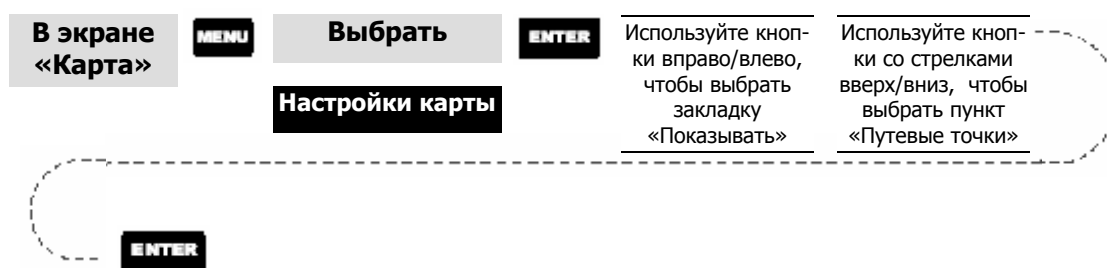 В экране
«Карта»
MENU
Выбрать
Настройки карты
ENTER
Используйте кноп-
ки вправо/влево,
чтобы выбрать
закладку
«Показывать»
Используйте кноп-
ки со стрелками
вверх/вниз, чтобы
выбрать пункт
«Путевые точки»
ENTER